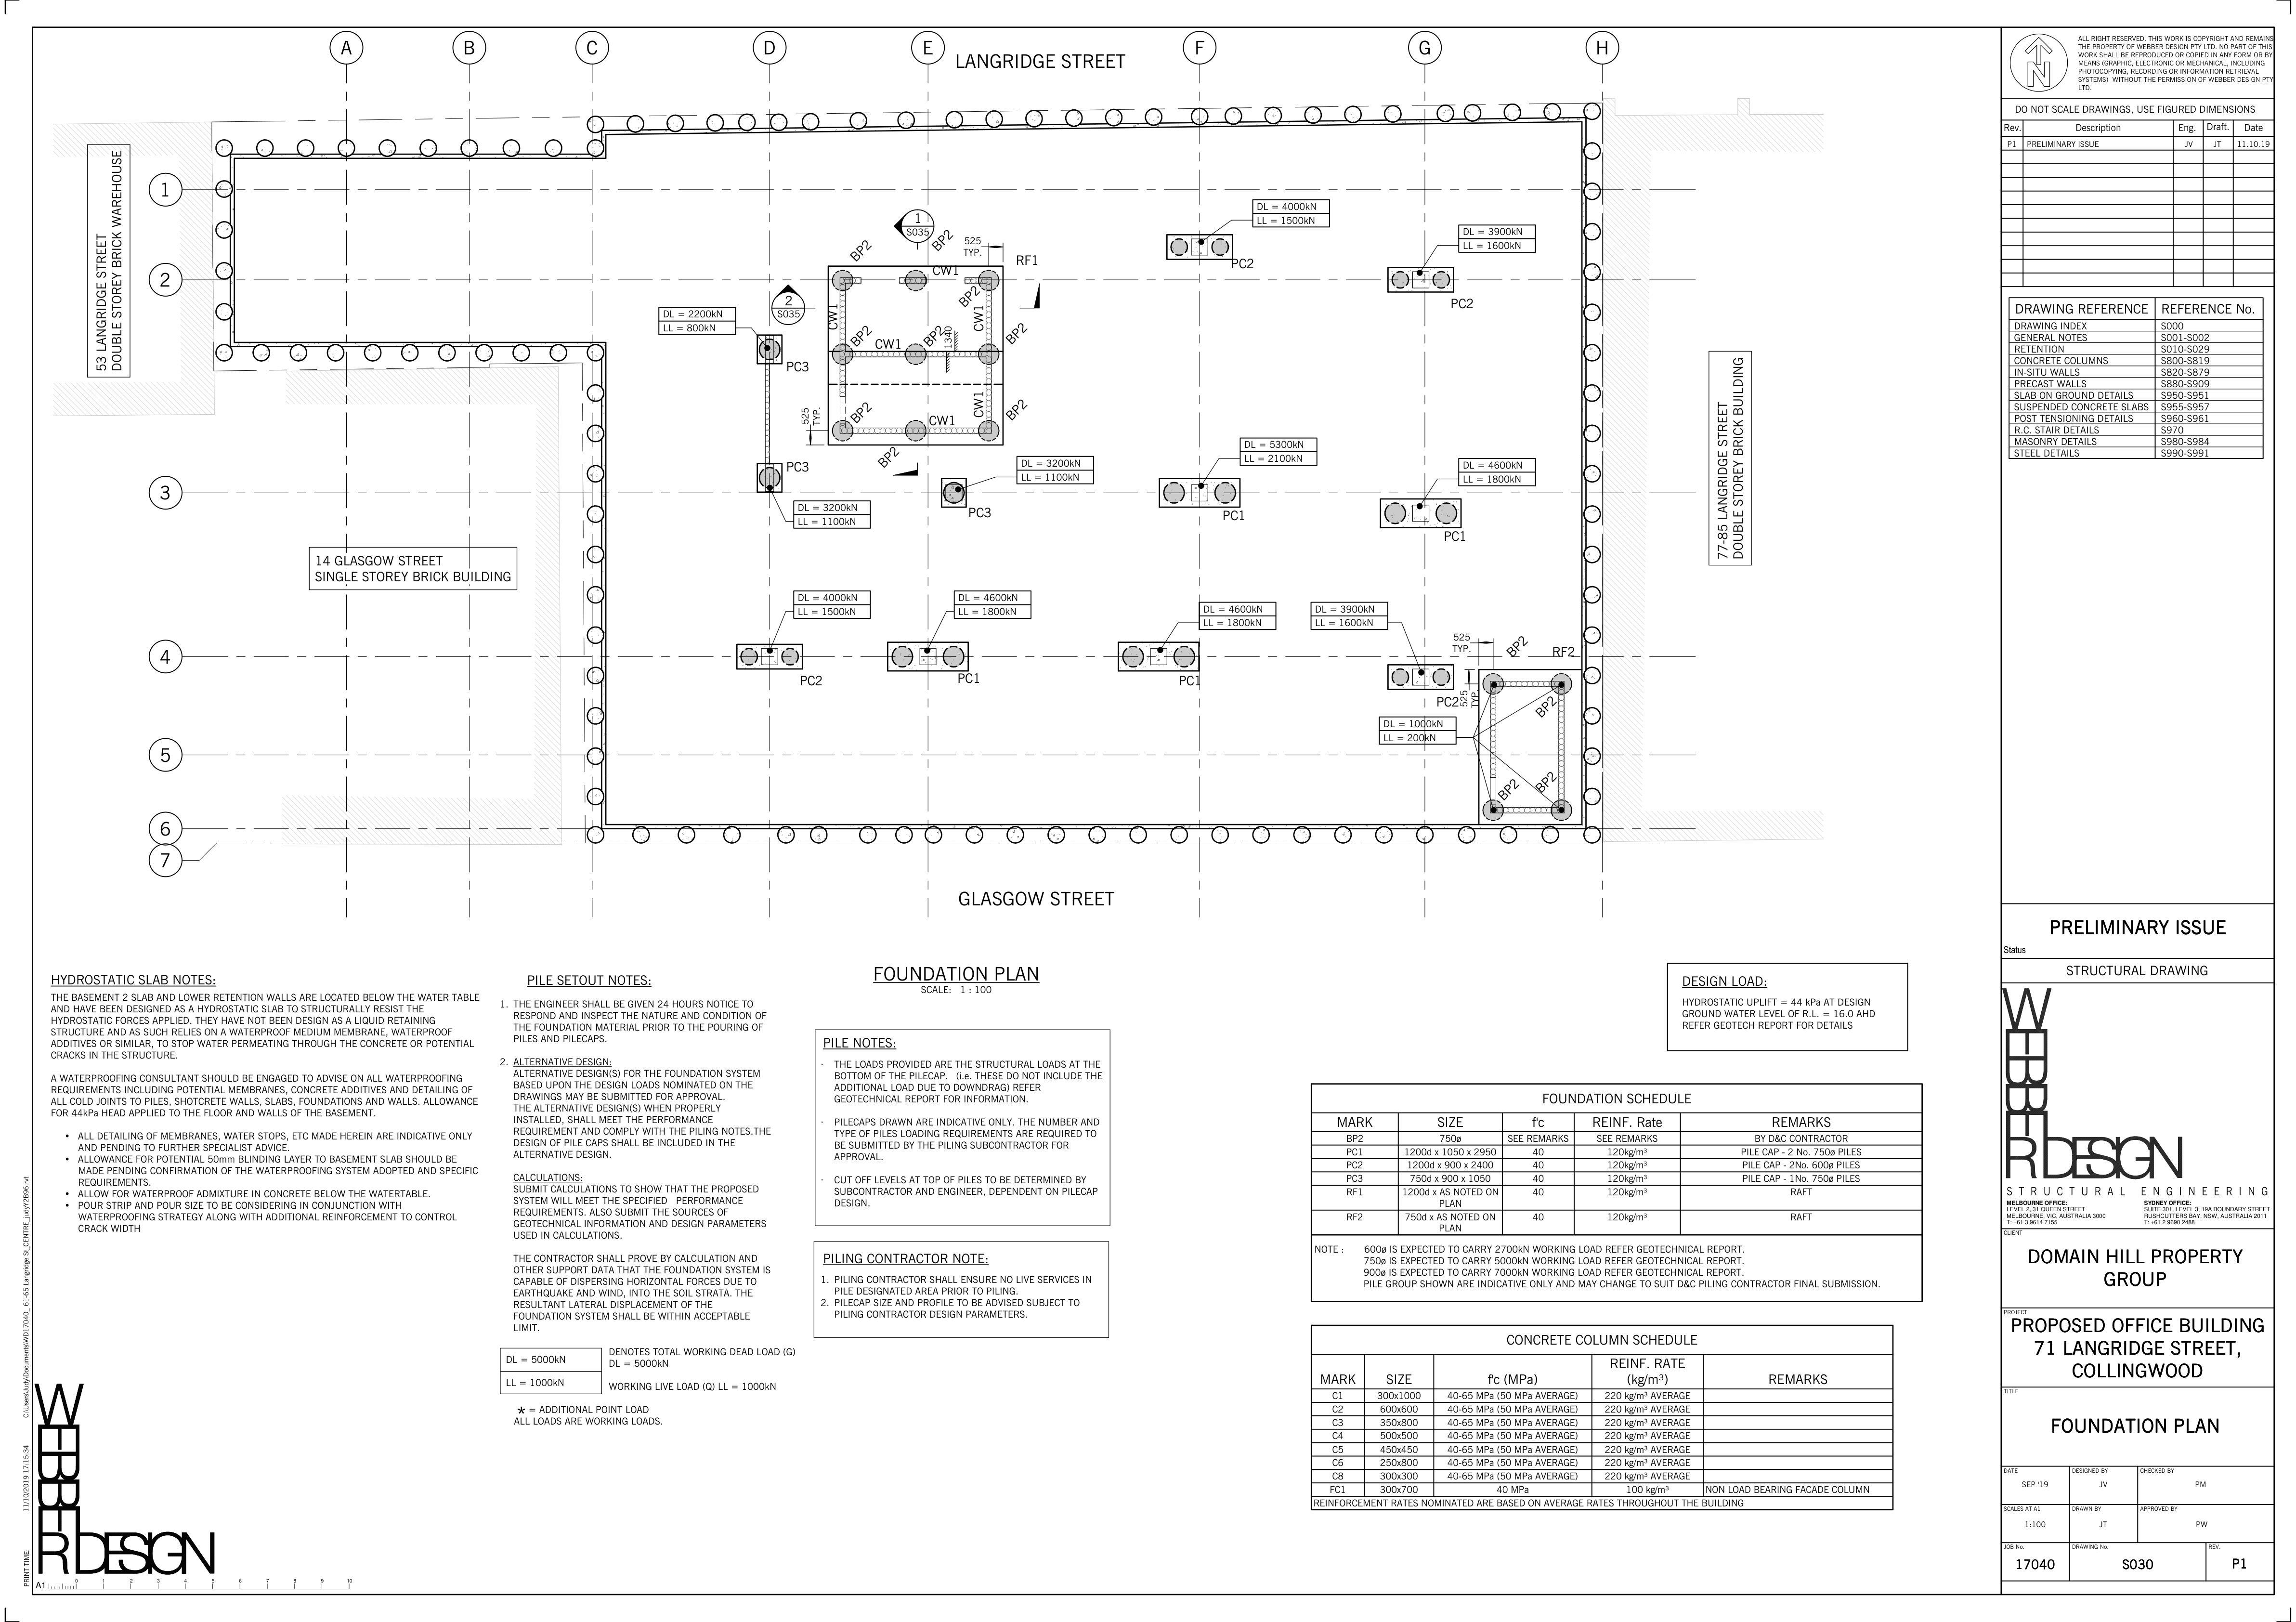 A
B
C
D
E
F
G
H
LANGRIDGE STREET
1
2
3
4
5
6
7
53 LANGRIDGE STREET
DOUBLE STOREY BRICK WAREHOUSE
14 GLASGOW STREET
SINGLE STOREY BRICK BUILDING
77-85 LANGRIDGE STREET
DOUBLE STOREY BRICK BUILDING
1
S035
2
S035
BP2
BP2
525
TYP.
RF1
CW1
BP2
CW1
CW1
BP2
BP2
1340
BP2
CW1
525
TYP.
BP2
CW1
CW1
BP2
BP2
DL = 4000kN
LL = 1500kN
PC2
DL = 3900kN
LL = 1600kN
PC2
DL = 2200kN
LL = 800kN
PC3
PC3
DL = 3200kN
LL = 1100kN
DL = 3200kN
LL = 1100kN
PC3
DL = 5300kN
LL = 2100kN
PC1
DL = 4600kN
LL = 1800kN
PC1
DL = 4000kN
LL = 1500kN
PC2
DL = 4600kN
LL = 1800kN
PC1
DL = 4600kN
LL = 1800kN
PC1
DL = 3900kN
LL = 1600kN
PC2
525
TYP.
525
TYP.
BP2
RF2
BP2
DL = 1000kN
LL = 200kN
BP2
BP2
GLASGOW STREET
HYDROSTATIC SLAB NOTES:
THE BASEMENT 2 SLAB AND LOWER RETENTION WALLS ARE LOCATED BELOW THE WATER TABLE
AND HAVE BEEN DESIGNED AS A HYDROSTATIC SLAB TO STRUCTURALLY RESIST THE
HYDROSTATIC FORCES APPLIED. THEY HAVE NOT BEEN DESIGN AS A LIQUID RETAINING
STRUCTURE AND AS SUCH RELIES ON A WATERPROOF MEDIUM MEMBRANE, WATERPROOF
ADDITIVES OR SIMILAR, TO STOP WATER PERMEATING THROUGH THE CONCRETE OR POTENTIAL
CRACKS IN THE STRUCTURE.
A WATERPROOFING CONSULTANT SHOULD BE ENGAGED TO ADVISE ON ALL WATERPROOFING
REQUIREMENTS INCLUDING POTENTIAL MEMBRANES, CONCRETE ADDITIVES AND DETAILING OF
ALL COLD JOINTS TO PILES, SHOTCRETE WALLS, SLABS, FOUNDATIONS AND WALLS. ALLOWANCE
FOR 44kPa HEAD APPLIED TO THE FLOOR AND WALLS OF THE BASEMENT.
• ALL DETAILING OF MEMBRANES, WATER STOPS, ETC MADE HEREIN ARE INDICATIVE ONLY
AND PENDING TO FURTHER SPECIALIST ADVICE.
• ALLOWANCE FOR POTENTIAL 50mm BLINDING LAYER TO BASEMENT SLAB SHOULD BE
MADE PENDING CONFIRMATION OF THE WATERPROOFING SYSTEM ADOPTED AND SPECIFIC
REQUIREMENTS.
• ALLOW FOR WATERPROOF ADMIXTURE IN CONCRETE BELOW THE WATERTABLE.
• POUR STRIP AND POUR SIZE TO BE CONSIDERING IN CONJUNCTION WITH
WATERPROOFING STRATEGY ALONG WITH ADDITIONAL REINFORCEMENT TO CONTROL
CRACK WIDTH
PILE SETOUT NOTES:
1. THE ENGINEER SHALL BE GIVEN 24 HOURS NOTICE TO
RESPOND AND INSPECT THE NATURE AND CONDITION OF
THE FOUNDATION MATERIAL PRIOR TO THE POURING OF
PILES AND PILECAPS.
2. ALTERNATIVE DESIGN:
ALTERNATIVE DESIGN(S) FOR THE FOUNDATION SYSTEM
BASED UPON THE DESIGN LOADS NOMINATED ON THE
DRAWINGS MAY BE SUBMITTED FOR APPROVAL.
THE ALTERNATIVE DESIGN(S) WHEN PROPERLY
INSTALLED, SHALL MEET THE PERFORMANCE
REQUIREMENT AND COMPLY WITH THE PILING NOTES.THE
DESIGN OF PILE CAPS SHALL BE INCLUDED IN THE
ALTERNATIVE DESIGN.
CALCULATIONS:
SUBMIT CALCULATIONS TO SHOW THAT THE PROPOSED
SYSTEM WILL MEET THE SPECIFIED PERFORMANCE
REQUIREMENTS. ALSO SUBMIT THE SOURCES OF
GEOTECHNICAL INFORMATION AND DESIGN PARAMETERS
USED IN CALCULATIONS.
THE CONTRACTOR SHALL PROVE BY CALCULATION AND
OTHER SUPPORT DATA THAT THE FOUNDATION SYSTEM IS
CAPABLE OF DISPERSING HORIZONTAL FORCES DUE TO
EARTHQUAKE AND WIND, INTO THE SOIL STRATA. THE
RESULTANT LATERAL DISPLACEMENT OF THE
FOUNDATION SYSTEM SHALL BE WITHIN ACCEPTABLE
LIMIT.
DL = 5000kN
LL = 1000kN
DENOTES TOTAL WORKING DEAD LOAD (G)
DL = 5000kN
WORKING LIVE LOAD (Q) LL = 1000kN
* = ADDITIONAL POINT LOAD
ALL LOADS ARE WORKING LOADS.
FOUNDATION PLAN
SCALE: 1 : 100
PILE NOTES:
· THE LOADS PROVIDED ARE THE STRUCTURAL LOADS AT THE
BOTTOM OF THE PILECAP. (i.e. THESE DO NOT INCLUDE THE
ADDITIONAL LOAD DUE TO DOWNDRAG) REFER
GEOTECHNICAL REPORT FOR INFORMATION.
· PILECAPS DRAWN ARE INDICATIVE ONLY. THE NUMBER AND
TYPE OF PILES LOADING REQUIREMENTS ARE REQUIRED TO
BE SUBMITTED BY THE PILING SUBCONTRACTOR FOR
APPROVAL.
· CUT OFF LEVELS AT TOP OF PILES TO BE DETERMINED BY
SUBCONTRACTOR AND ENGINEER, DEPENDENT ON PILECAP
DESIGN.
PILING CONTRACTOR NOTE:
1. PILING CONTRACTOR SHALL ENSURE NO LIVE SERVICES IN
PILE DESIGNATED AREA PRIOR TO PILING.
2. PILECAP SIZE AND PROFILE TO BE ADVISED SUBJECT TO
PILING CONTRACTOR DESIGN PARAMETERS.
DESIGN LOAD:
HYDROSTATIC UPLIFT = 44 kPa AT DESIGN
GROUND WATER LEVEL OF R.L. = 16.0 AHD
REFER GEOTECH REPORT FOR DETAILS
FOUNDATION SCHEDULE
MARK SIZE f'c REINF. Rate REMARKS
BP2 750ø SEE REMARKS SEE REMARKS BY D&C CONTRACTOR
PC1 1200d x 1050 x 2950 40 120kg/m³ PILE CAP - 2 No. 750ø PILES
PC2 1200d x 900 x 2400 40 120kg/m³ PILE CAP - 2No. 600ø PILES
PC3 750d x 900 x 1050 40 120kg/m³ PILE CAP - 1No. 750ø PILES
RF1 1200d x AS NOTED ON PLAN 40 120kg/m³ RAFT
RF2 750d x AS NOTED ON PLAN 40 120kg/m³ RAFT
NOTE : 600ø IS EXPECTED TO CARRY 2700kN WORKING LOAD REFER GEOTECHNICAL REPORT.
750ø IS EXPECTED TO CARRY 5000kN WORKING LOAD REFER GEOTECHNICAL REPORT.
900ø IS EXPECTED TO CARRY 7000kN WORKING LOAD REFER GEOTECHNICAL REPORT.
PILE GROUP SHOWN ARE INDICATIVE ONLY AND MAY CHANGE TO SUIT D&C PILING CONTRACTOR FINAL SUBMISSION.
CONCRETE COLUMN SCHEDULE
MARK SIZE f'c (MPa) REINF. RATE (kg/m³) REMARKS
C1 300x1000 40-65 MPa (50 MPa AVERAGE) 220 kg/m³ AVERAGE
C2 600x600 40-65 MPa (50 MPa AVERAGE) 220 kg/m³ AVERAGE
C3 350x800 40-65 MPa (50 MPa AVERAGE) 220 kg/m³ AVERAGE
C4 500x500 40-65 MPa (50 MPa AVERAGE) 220 kg/m³ AVERAGE
C5 450x450 40-65 MPa (50 MPa AVERAGE) 220 kg/m³ AVERAGE
C6 250x800 40-65 MPa (50 MPa AVERAGE) 220 kg/m³ AVERAGE
C8 300x300 40-65 MPa (50 MPa AVERAGE) 220 kg/m³ AVERAGE
FC1 300x700 40 MPa 100 kg/m³ NON LOAD BEARING FACADE COLUMN
REINFORCEMENT RATES NOMINATED ARE BASED ON AVERAGE RATES THROUGHOUT THE BUILDING
N
ALL RIGHT RESERVED. THIS WORK IS COPYRIGHT AND REMAINS
THE PROPERTY OF WEBBER DESIGN PTY LTD. NO PART OF THIS
WORK SHALL BE REPRODUCED OR COPIED IN ANY FORM OR BY
MEANS (GRAPHIC, ELECTRONIC OR MECHANICAL, INCLUDING
PHOTOCOPYING, RECORDING OR INFORMATION RETRIEVAL
SYSTEMS) WITHOUT THE PERMISSION OF WEBBER DESIGN PTY
LTD.
DO NOT SCALE DRAWINGS, USE FIGURED DIMENSIONS
Rev. Description Eng. Draft. Date
P1 PRELIMINARY ISSUE JV JT 11.10.19
DRAWING REFERENCE REFERENCE No.
DRAWING INDEX S000
GENERAL NOTES S001-S002
RETENTION S010-S029
CONCRETE COLUMNS S800-S819
IN-SITU WALLS S820-S879
PRECAST WALLS S880-S909
SLAB ON GROUND DETAILS S950-S951
SUSPENDED CONCRETE SLABS S955-S957
POST TENSIONING DETAILS S960-S961
R.C. STAIR DETAILS S970
MASONRY DETAILS S980-S984
STEEL DETAILS S990-S991
PRELIMINARY ISSUE
Status
STRUCTURAL DRAWING
WEBBER DESIGN
STRUCTURAL ENGINEERING
MELBOURNE OFFICE:
LEVEL 2, 31 QUEEN STREET
MELBOURNE, VIC, AUSTRALIA 3000
T: +61 3 9614 7155
SYDNEY OFFICE:
SUITE 301, LEVEL 3, 19A BOUNDARY STREET
RUSHCUTTERS BAY, NSW, AUSTRALIA 2011
T: +61 2 9690 2488
CLIENT
DOMAIN HILL PROPERTY
GROUP
PROJECT
PROPOSED OFFICE BUILDING
71 LANGRIDGE STREET,
COLLINGWOOD
TITLE
FOUNDATION PLAN
DATE
SEP '19
DESIGNED BY
JV
CHECKED BY
PM
SCALES AT A1
1:100
DRAWN BY
JT
APPROVED BY
PW
JOB No.
17040
DRAWING No.
S030
REV.
P1
PRINT TIME: 11/10/2019 17:15:34 C:\Users\Judy\Documents\WD17040_ 61-65 Langridge St_CENTRE_judyY2B96.rvt
WEBBER DESIGN
A1 0 1 2 3 4 5 6 7 8 9 10